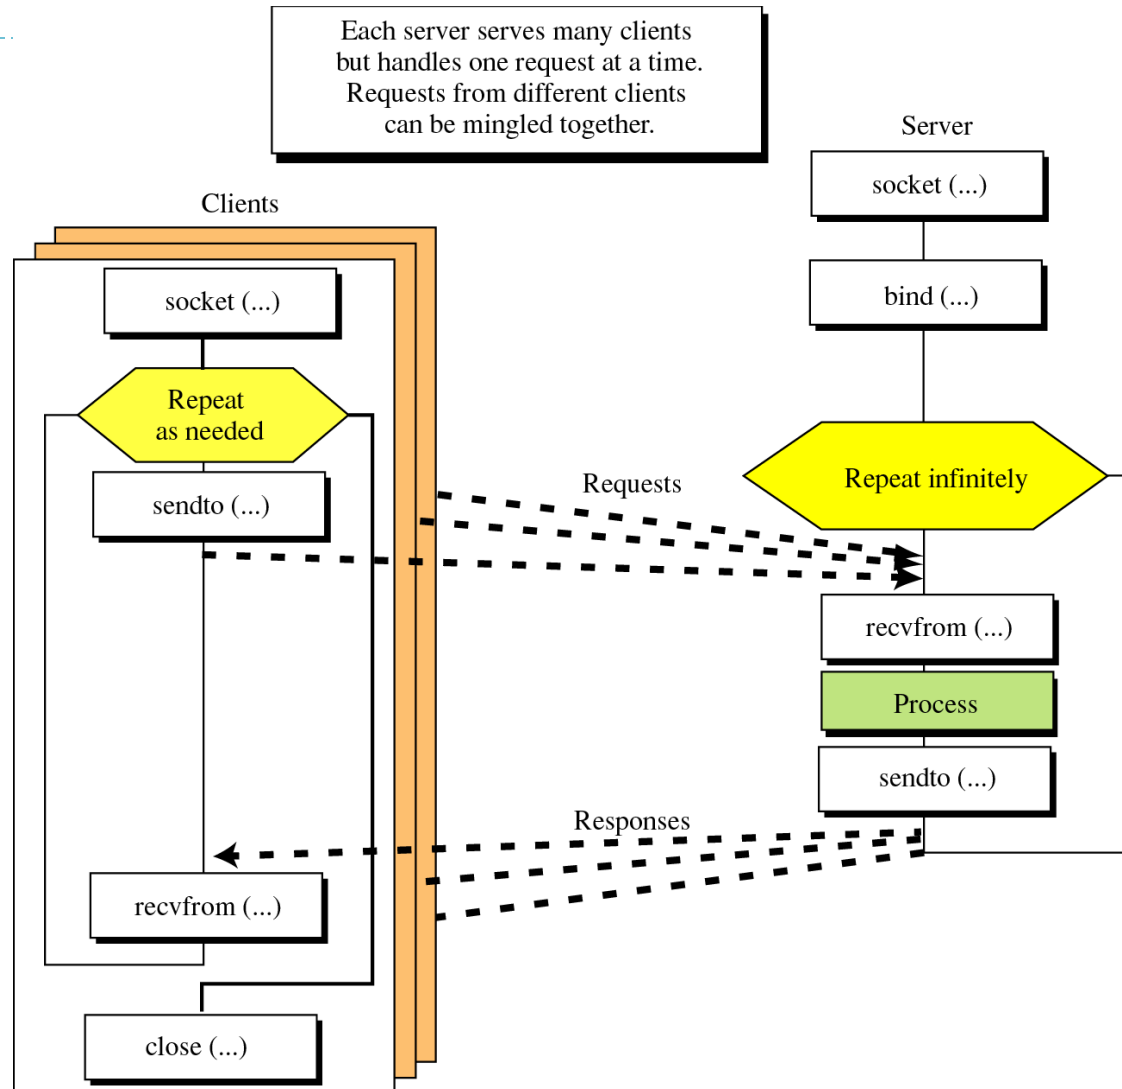 Each server serves many clients
but handles one request at a time.
Requests from different clients
can be mingled together.
Server
socket (...)
bind (...)
Repeat infinitely
recvfrom (...)
Process
sendto (...)
Clients
socket (...)
Repeat
as needed
sendto (...)
recvfrom (...)
close (...)
Requests
Responses